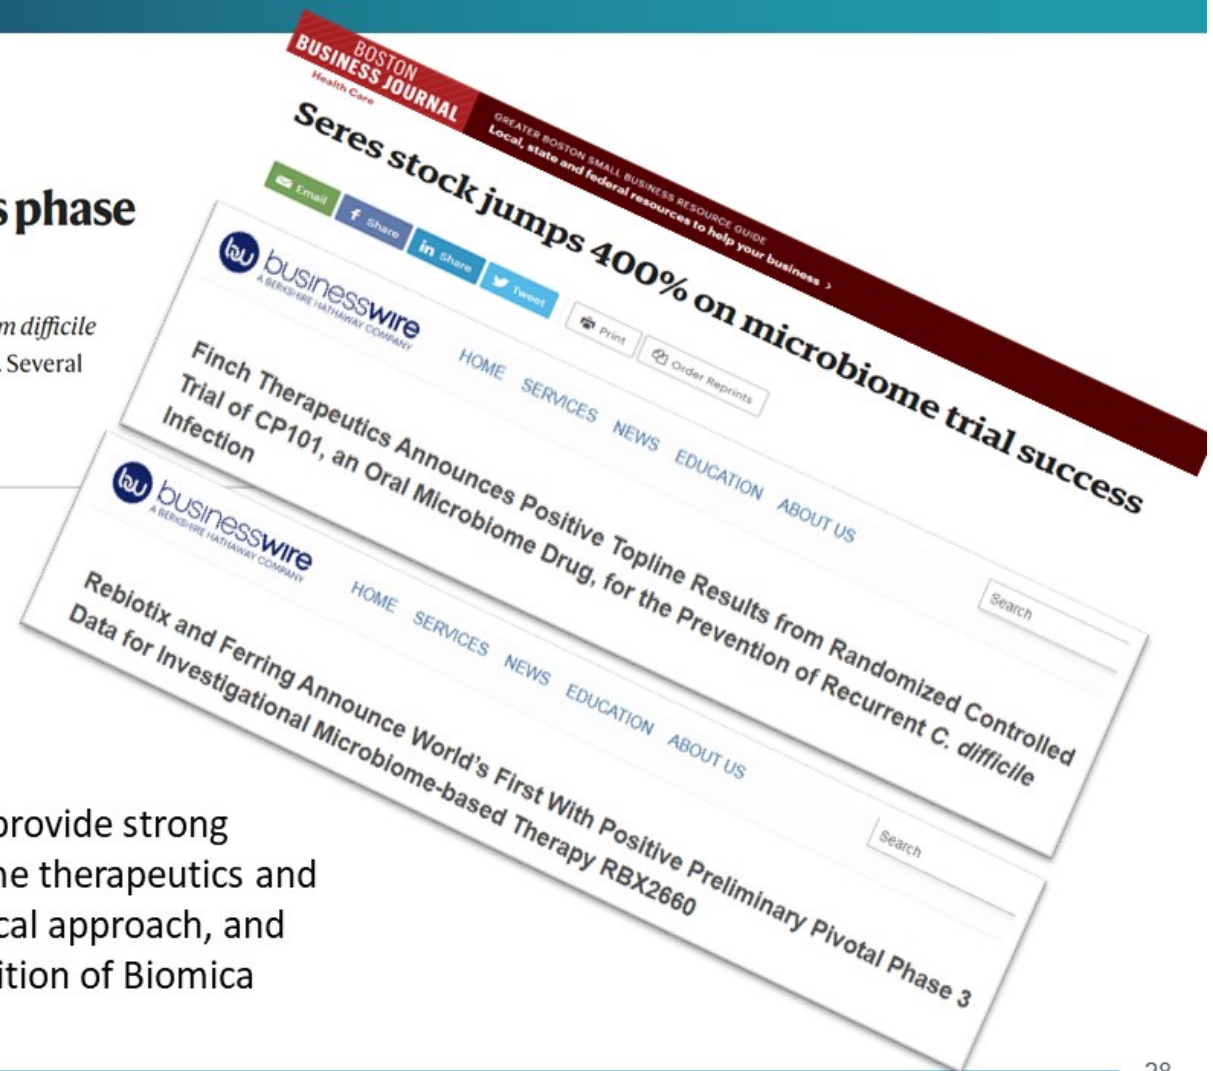 s phase
m difficile
. Several
BOSTON
BUSINESS JOURNAL
Health Care
GREATER BOSTON SMALL BUSINESS RESOURCE GUIDE
Local, state and federal resources to help your business >
Seres stock jumps 400% on microbiome trial success
Email
f Share
in Share
Tweet
Print
Order Reprints
bw businesswire
A BERKSHIRE HATHAWAY COMPANY
HOME SERVICES NEWS EDUCATION ABOUT US
Search
Finch Therapeutics Announces Positive Topline Results from Randomized Controlled
Trial of CP101, an Oral Microbiome Drug, for the Prevention of Recurrent C. difficile
Infection
bw businesswire
A BERKSHIRE HATHAWAY COMPANY
HOME SERVICES NEWS EDUCATION ABOUT US
Search
Rebiotix and Ferring Announce World's First With Positive Preliminary Pivotal Phase 3
Data for Investigational Microbiome-based Therapy RBX2660
provide strong
ne therapeutics and
cal approach, and
ition of Biomica